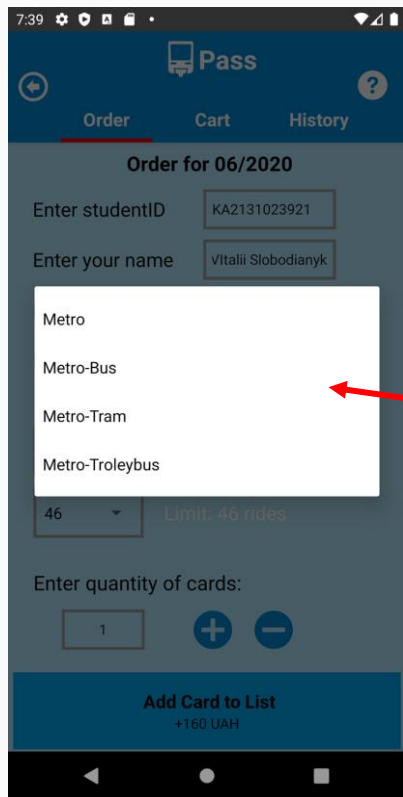 7:39
Pass
?
Order Cart History
Order for 06/2020
Enter studentID KA2131023921
Enter your name VItalii Slobodianyk
Metro
Metro-Bus
Metro-Tram
Metro-Troleybus
46 Limit: 46 rides
Enter quantity of cards:
1
Add Card to List
+160 UAH